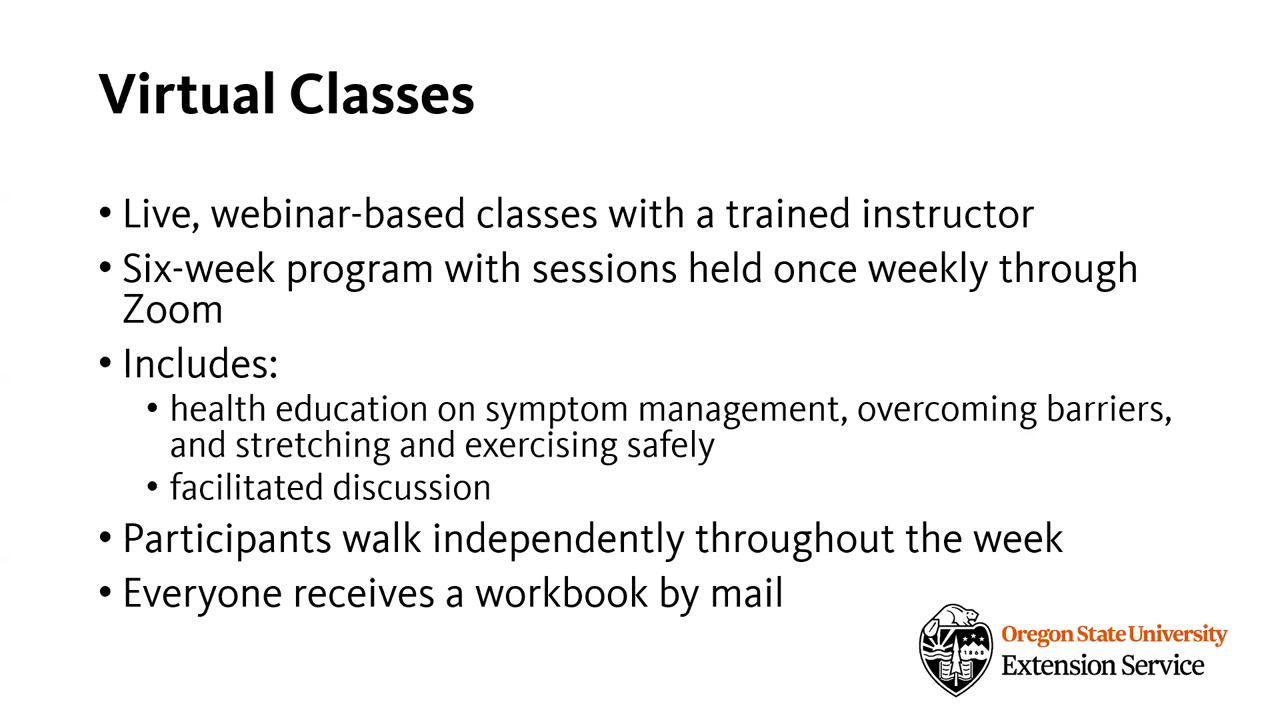 Virtual Classes
• Live, webinar-based classes with a trained instructor
• Six-week program with sessions held once weekly through
Zoom
• Includes:
• health education on symptom management, overcoming barriers,
and stretching and exercising safely
• facilitated discussion
• Participants walk independently throughout the week
• Everyone receives a workbook by mail
1868
Oregon State University
Extension Service